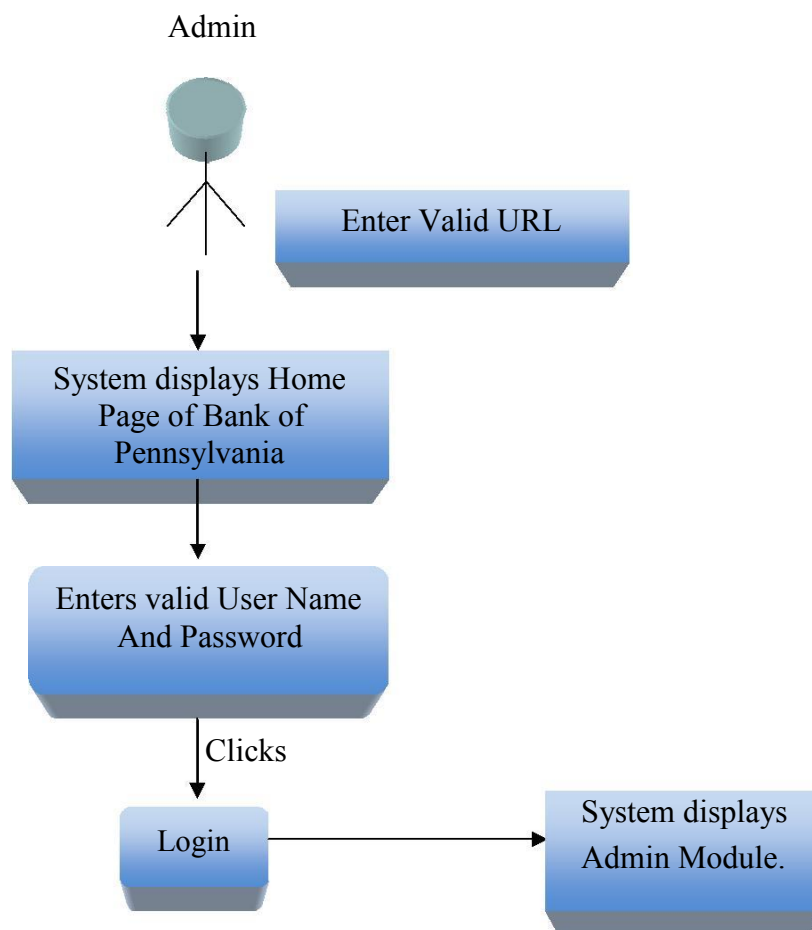 Admin
Enter Valid URL
System displays Home
Page of Bank of
Pennsylvania
Enters valid User Name
And Password
Clicks
Login
System displays
Admin Module.